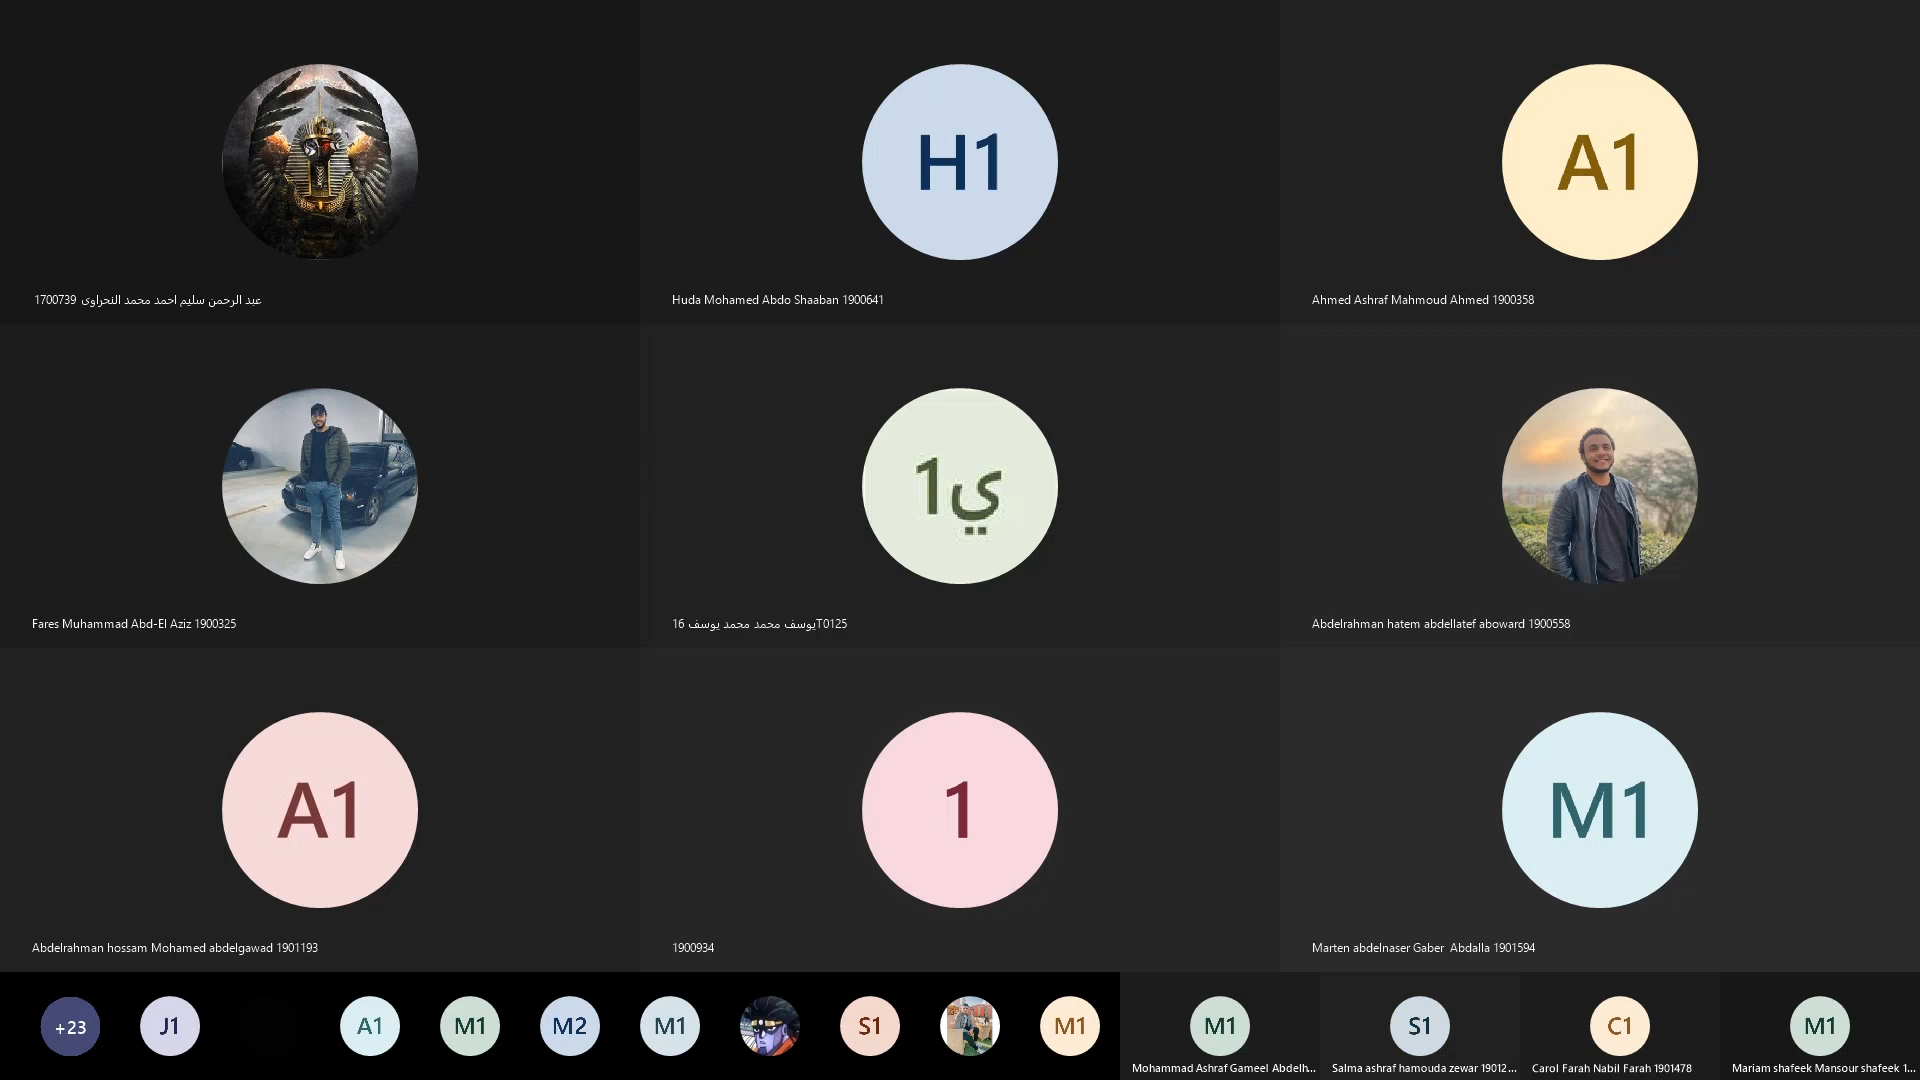 H1
A1
1700739 عبد الرحمن سليم احمد محمد النحراوى
Huda Mohamed Abdo Shaaban 1900641
Ahmed Ashraf Mahmoud Ahmed 1900358
ي1
Fares Muhammad Abd-El Aziz 1900325
16 يوسف محمد محمد يوسفT0125
Abdelrahman hatem abdellatef aboward 1900558
A1
1
M1
Abdelrahman hossam Mohamed abdelgawad 1901193
1900934
Marten abdelnaser Gaber Abdalla 1901594
+23
J1
A1
M1
M2
M1
S1
M1
M1
S1
C1
M1
Mohammad Ashraf Gameel Abdelh...
Salma ashraf hamouda zewar 19012...
Carol Farah Nabil Farah 1901478
Mariam shafeek Mansour shafeek 1...